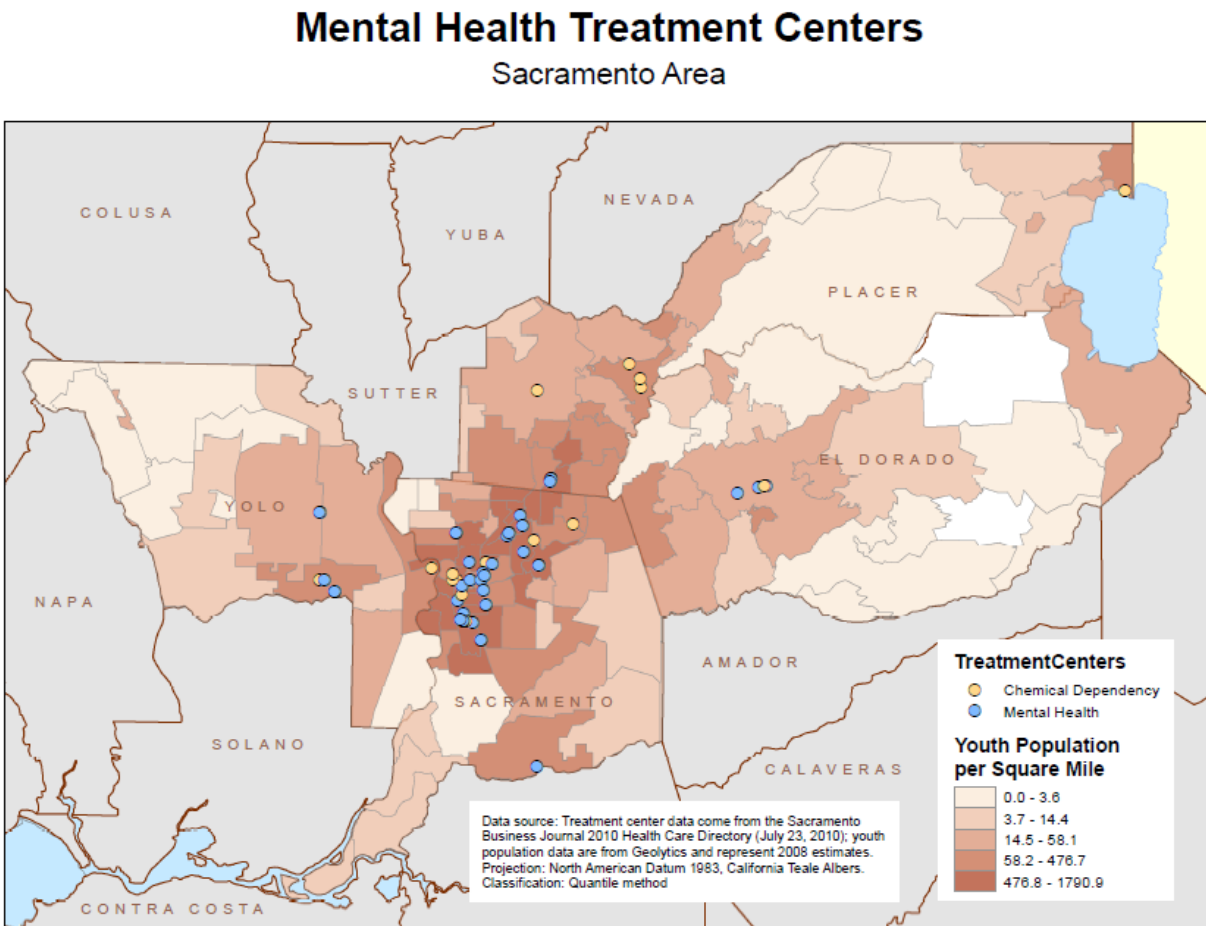 Mental Health Treatment Centers
Sacramento Area
COLUSA
YUBA
NEVADA
PLACER
SUTTER
YOLO
EL DORADO
NAPA
AMADOR
SACRAMENTO
SOLANO
CALAVERAS
CONTRA COSTA
TreatmentCenters
Chemical Dependency
Mental Health
Youth Population
per Square Mile
0.0 - 3.6
3.7 - 14.4
14.5 - 58.1
58.2 - 476.7
476.8 - 1790.9
Data source: Treatment center data come from the Sacramento
Business Journal 2010 Health Care Directory (July 23, 2010); youth
population data are from Geolytics and represent 2008 estimates.
Projection: North American Datum 1983, California Teale Albers.
Classification: Quantile method